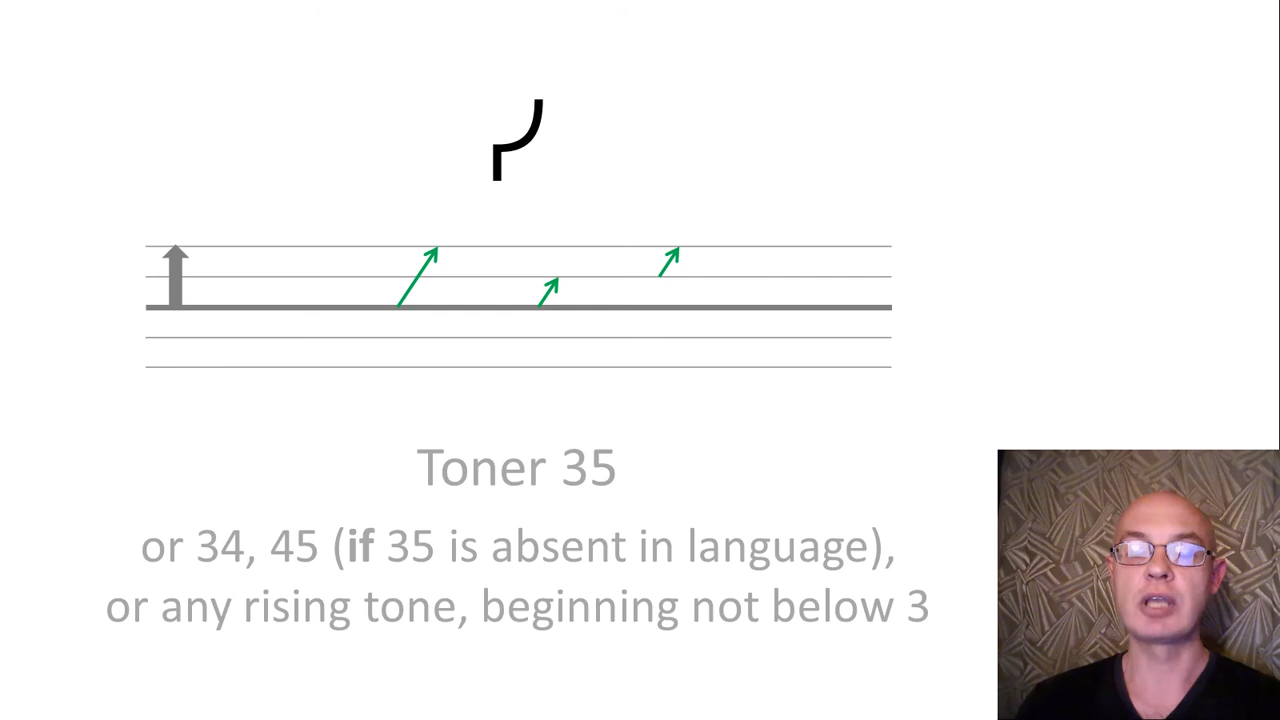 Toner 35
or 34, 45 (if 35 is absent in language),
or any rising tone, beginning not below 3